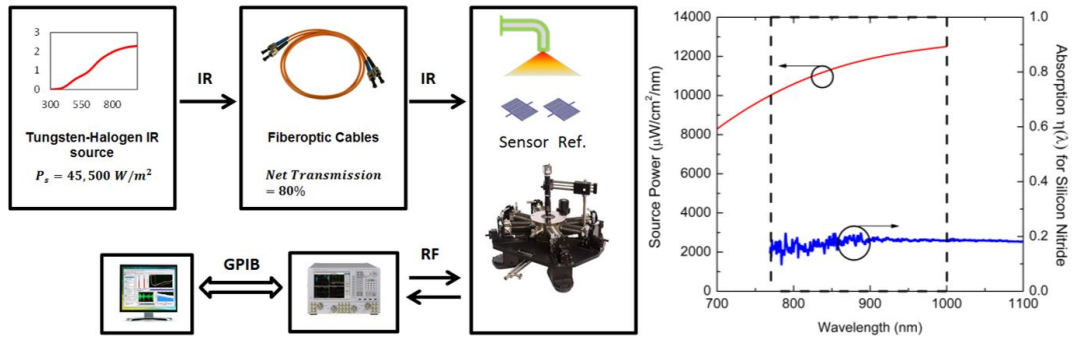 3
2
1
0
300 550 800
Tungsten-Halogen IR
source
P_s = 45,500 W/m²
IR
Fiberoptic Cables
Net Transmission
= 80%
IR
Sensor Ref.
GPIB
RF
14000
12000
10000
8000
6000
4000
2000
0
Source Power (µW/cm²/nm)
700 800 900 1000 1100
Wavelength (nm)
1.0
0.8
0.6
0.4
0.2
0.0
Absorption η(λ) for Silicon Nitride